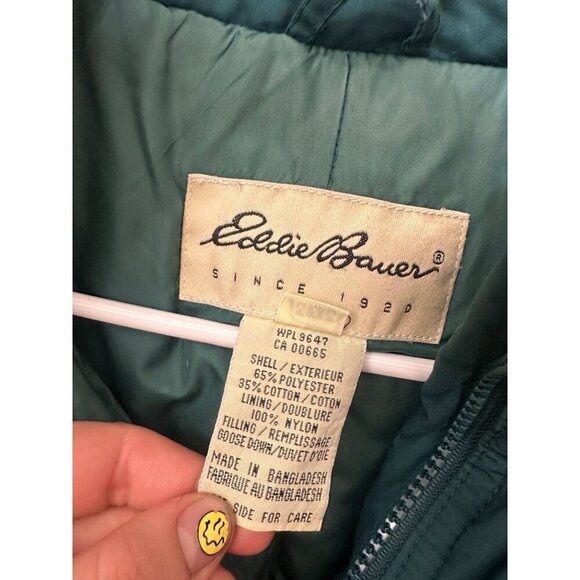 Eddie Bauer®
SINCE 1920
WPL9647
CA 00665
SHELL/EXTERIEUR
65% POLYESTER
35% COTTON/COTON
LINING/DOUBLURE
100% NYLON
FILLING/REMPLISSAGE
GOOSE DOWN/DUVET D'OIE
MADE IN BANGLADESH
FABRIQUE AU BANGLADESH
SIDE FOR CARE